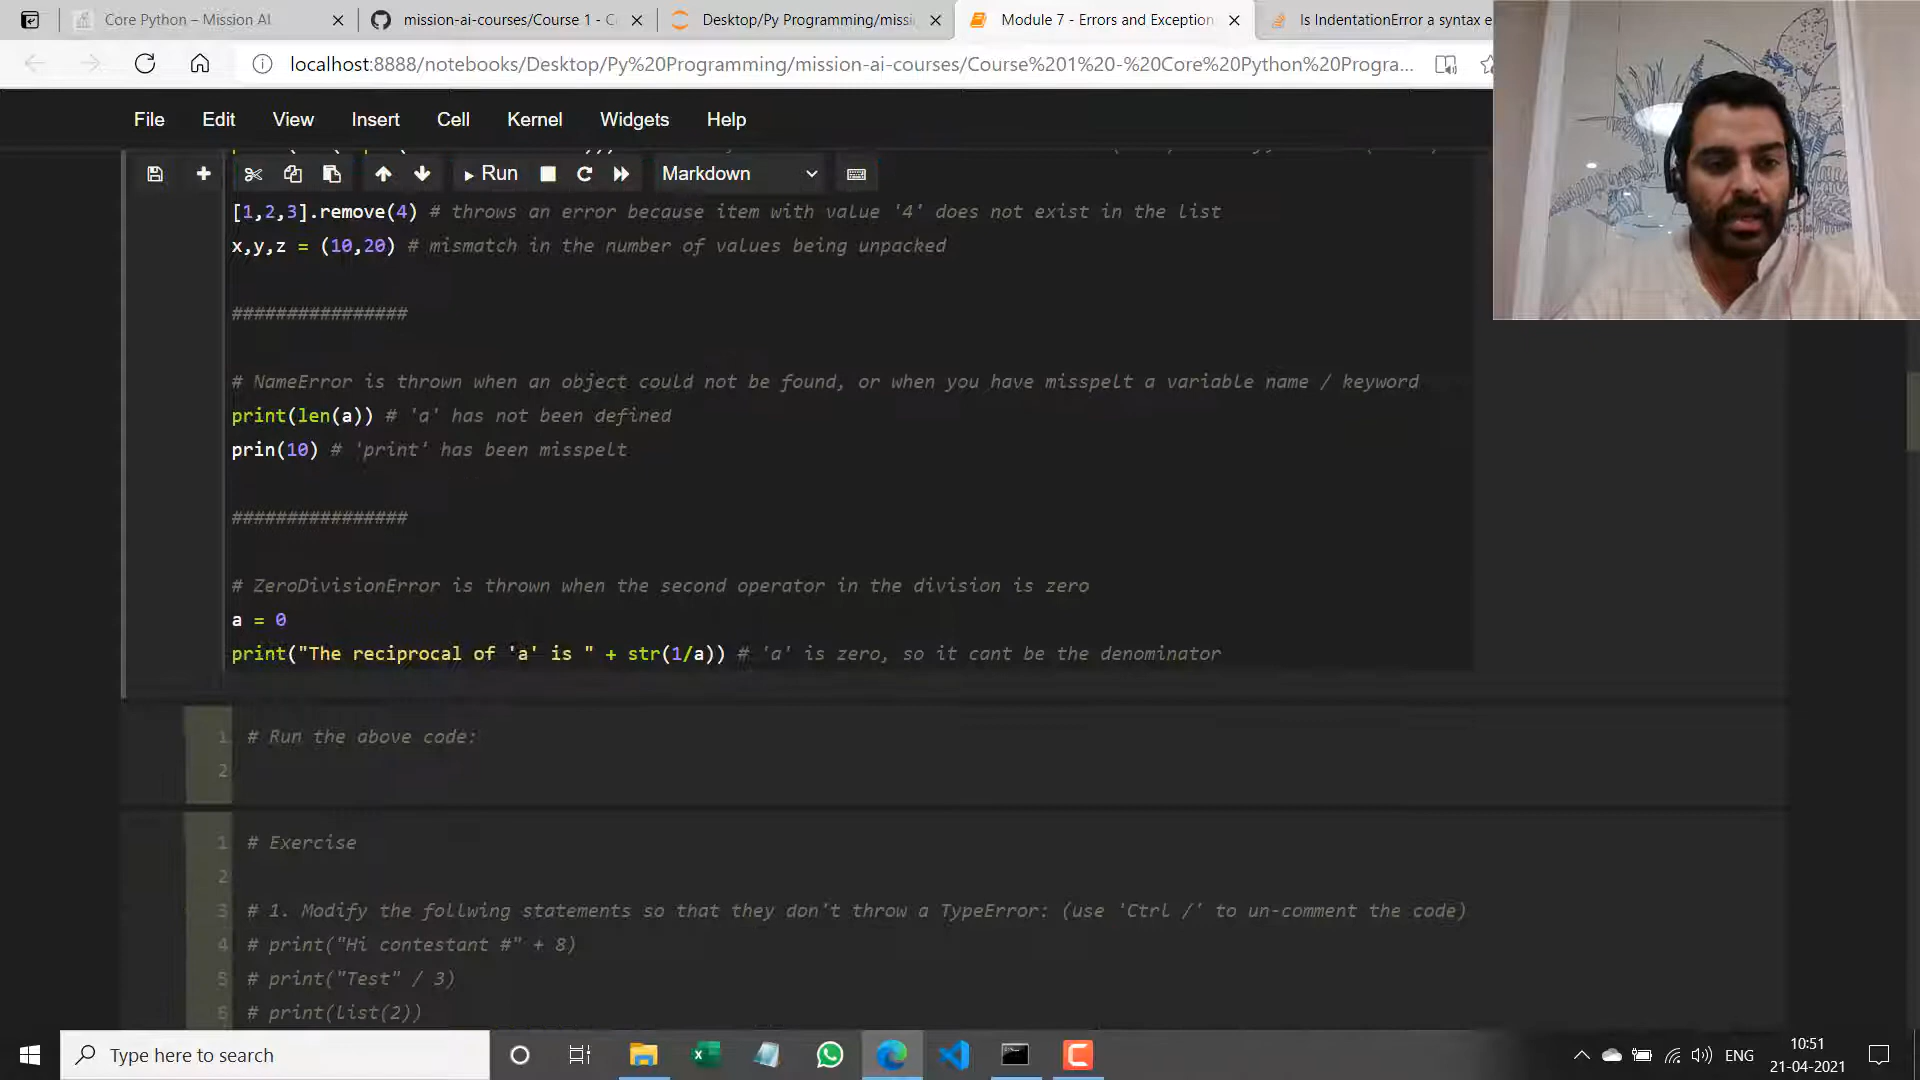 Core Python – Mission AI
mission-ai-courses/Course 1 - C
Desktop/Py Programming/missi
Module 7 - Errors and Exception
Is IndentationError a syntax e
localhost:8888/notebooks/Desktop/Py%20Programming/mission-ai-courses/Course%201%20-%20Core%20Python%20Progra...
File Edit View Insert Cell Kernel Widgets Help
Run Markdown
[1,2,3].remove(4) # throws an error because item with value '4' does not exist in the list
x,y,z = (10,20) # mismatch in the number of values being unpacked
################
# NameError is thrown when an object could not be found, or when you have misspelt a variable name / keyword
print(len(a)) # 'a' has not been defined
prin(10) # 'print' has been misspelt
################
# ZeroDivisionError is thrown when the second operator in the division is zero
a = 0
print("The reciprocal of 'a' is " + str(1/a)) # 'a' is zero, so it cant be the denominator
1 # Run the above code:
2
1 # Exercise
2
3 # 1. Modify the follwing statements so that they don't throw a TypeError: (use 'Ctrl /' to un-comment the code)
4 # print("Hi contestant #" + 8)
5 # print("Test" / 3)
6 # print(list(2))
Type here to search
ENG
10:51
21-04-2021